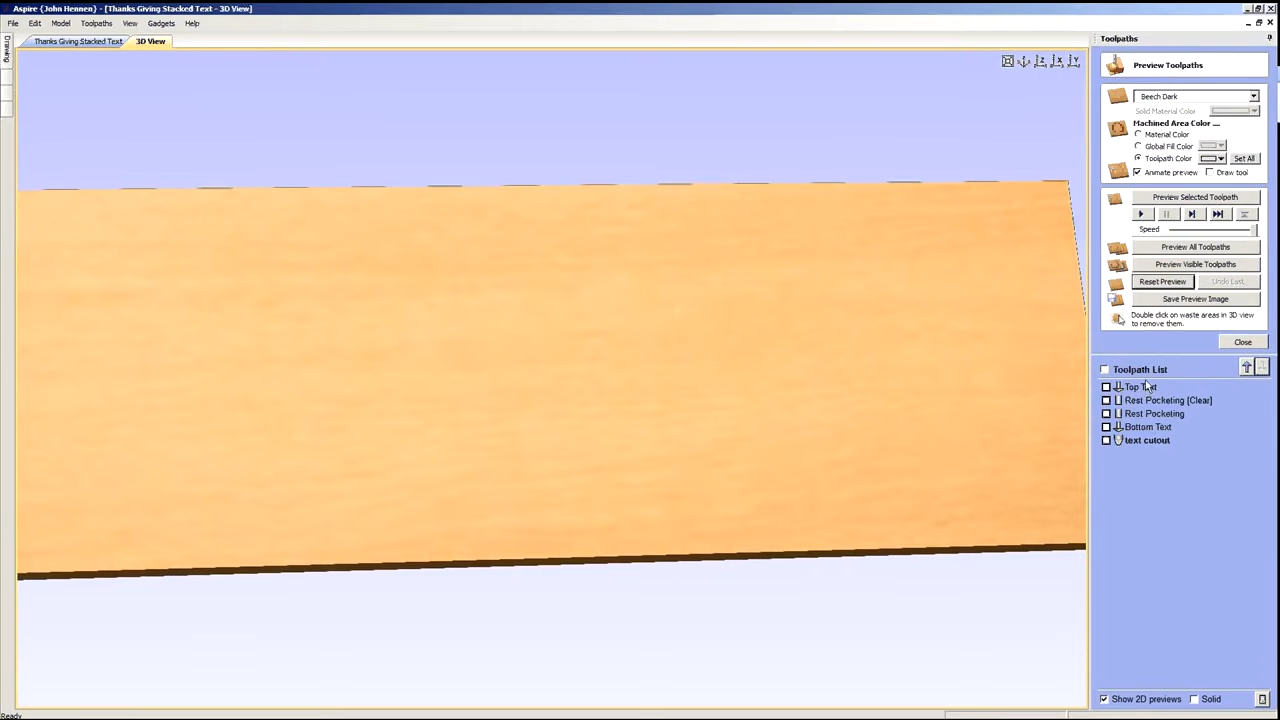 Aspire {John Hennen} - [Thanks Giving Stacked Text - 3D View]
File Edit Model Toolpaths View Gadgets Help
Thanks Giving Stacked Text 3D View
Drawing
Toolpaths
Preview Toolpaths
Beech Dark
Solid Material Color
Machined Area Color ...
Material Color
Global Fill Color
Toolpath Color Set All
Animate preview Draw tool
Preview Selected Toolpath
Speed
Preview All Toolpaths
Preview Visible Toolpaths
Reset Preview Undo Last
Save Preview Image
Double click on waste areas in 3D view
to remove them.
Close
Toolpath List
Top Text
Rest Pocketing [Clear]
Rest Pocketing
Bottom Text
text cutout
Show 2D previews Solid
Ready